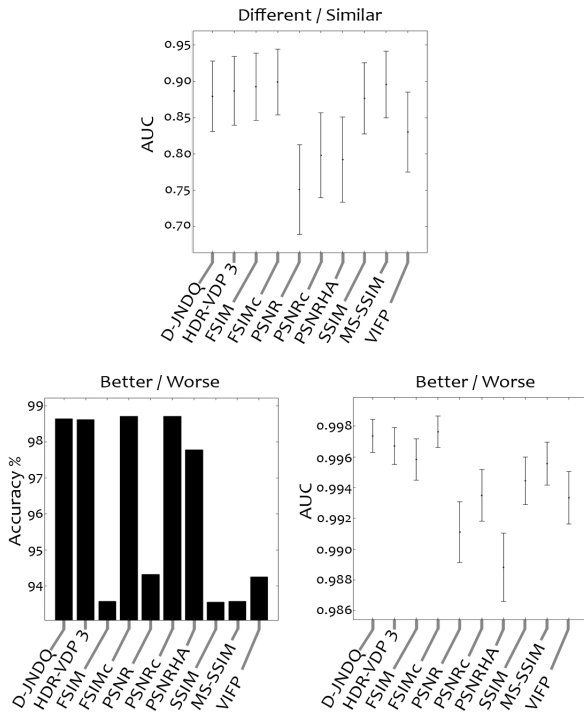 Different / Similar
AUC
0.95
0.90
0.85
0.80
0.75
0.70
D-JNDQ
HDR-VDP 3
FSIM
FSIMc
PSNR
PSNRc
PSNRHA
SSIM
MS-SSIM
VIFP
Better / Worse
Accuracy %
99
98
97
96
95
94
D-JNDQ
HDR-VDP 3
FSIM
FSIMc
PSNR
PSNRc
PSNRHA
SSIM
MS-SSIM
VIFP
Better / Worse
AUC
0.998
0.996
0.994
0.992
0.990
0.988
0.986
D-JNDQ
HDR-VDP 3
FSIM
FSIMc
PSNR
PSNRc
PSNRHA
SSIM
MS-SSIM
VIFP